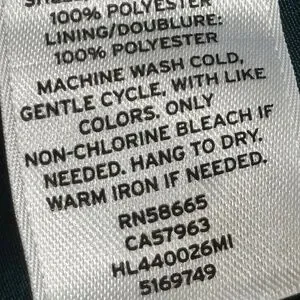 100% POLYESTER
LINING/DOUBLURE:
100% POLYESTER
MACHINE WASH COLD,
GENTLE CYCLE, WITH LIKE
COLORS. ONLY
NON-CHLORINE BLEACH IF
NEEDED. HANG TO DRY.
WARM IRON IF NEEDED.
RN58665
CA57963
HL440026MI
5169749